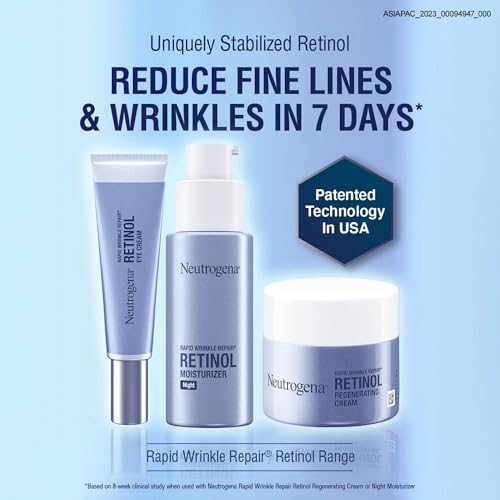 ASIAPAC_2023_00094947_000
Uniquely Stabilized Retinol
REDUCE FINE LINES
& WRINKLES IN 7 DAYS*
Patented
Technology
In USA
Neutrogena®
RAPID WRINKLE REPAIR®
RETINOL
EYE CREAM
Neutrogena®
RAPID WRINKLE REPAIR®
RETINOL
MOISTURIZER
Night
Neutrogena®
RAPID WRINKLE REPAIR®
RETINOL
REGENERATING
CREAM
Rapid Wrinkle Repair® Retinol Range
*Based on 8-week clinical study when used with Neutrogena Rapid Wrinkle Repair Retinol Regenerating Cream or Night Moisturizer